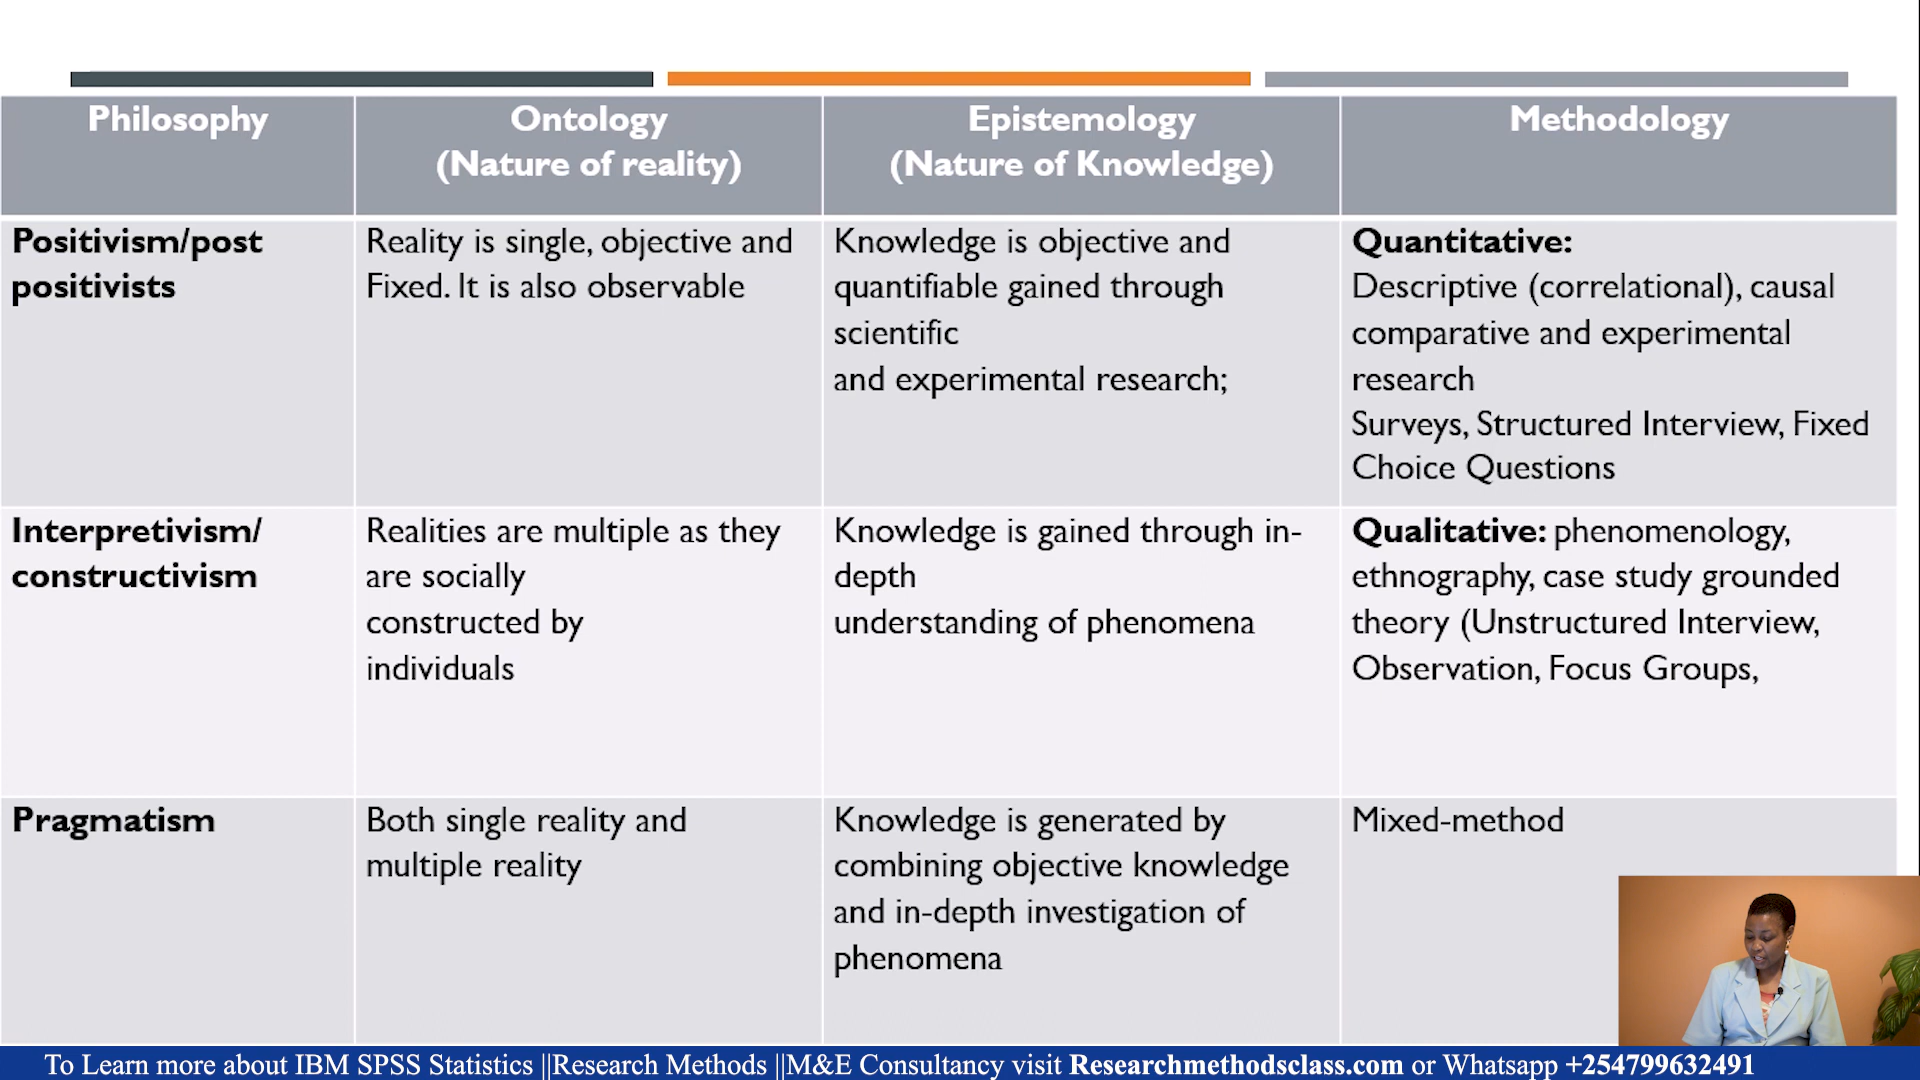 Philosophy
Ontology
(Nature of reality)
Epistemology
(Nature of Knowledge)
Methodology
Positivism/post
positivists
Reality is single, objective and
Fixed. It is also observable
Knowledge is objective and
quantifiable gained through
scientific
and experimental research;
Quantitative:
Descriptive (correlational), causal
comparative and experimental
research
Surveys, Structured Interview, Fixed
Choice Questions
Interpretivism/
constructivism
Realities are multiple as they
are socially
constructed by
individuals
Knowledge is gained through in-
depth
understanding of phenomena
Qualitative: phenomenology,
ethnography, case study grounded
theory (Unstructured Interview,
Observation, Focus Groups,
Pragmatism
Both single reality and
multiple reality
Knowledge is generated by
combining objective knowledge
and in-depth investigation of
phenomena
Mixed-method
To Learn more about IBM SPSS Statistics ||Research Methods ||M&E Consultancy visit Researchmethodsclass.com or Whatsapp +254799632491